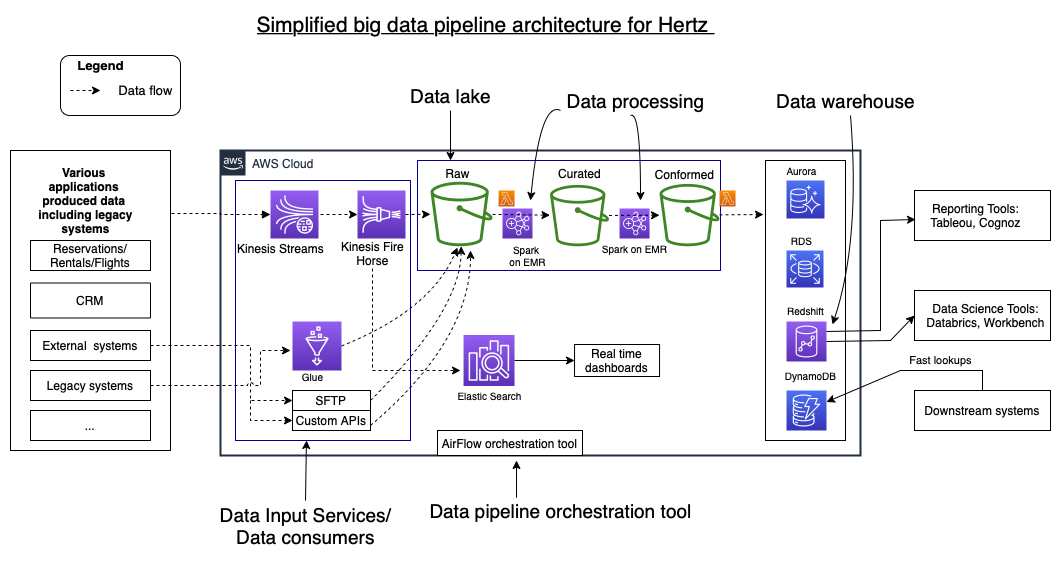 Simplified big data pipeline architecture for Hertz
Legend
Data flow
Data lake
Data processing
Data warehouse
aws
AWS Cloud
Various
applications
produced data
including legacy
systems
Reservations/
Rentals/Flights
CRM
External systems
Legacy systems
...
Kinesis Streams
Kinesis Fire
Horse
Glue
SFTP
Custom APIs
Raw
Curated
Conformed
Spark
on EMR
Spark on EMR
Elastic Search
Real time
dashboards
AirFlow orchestration tool
Aurora
RDS
Redshift
DynamoDB
Reporting Tools:
Tableou, Cognoz
Data Science Tools:
Databrics, Workbench
Fast lookups
Downstream systems
Data Input Services/
Data consumers
Data pipeline orchestration tool